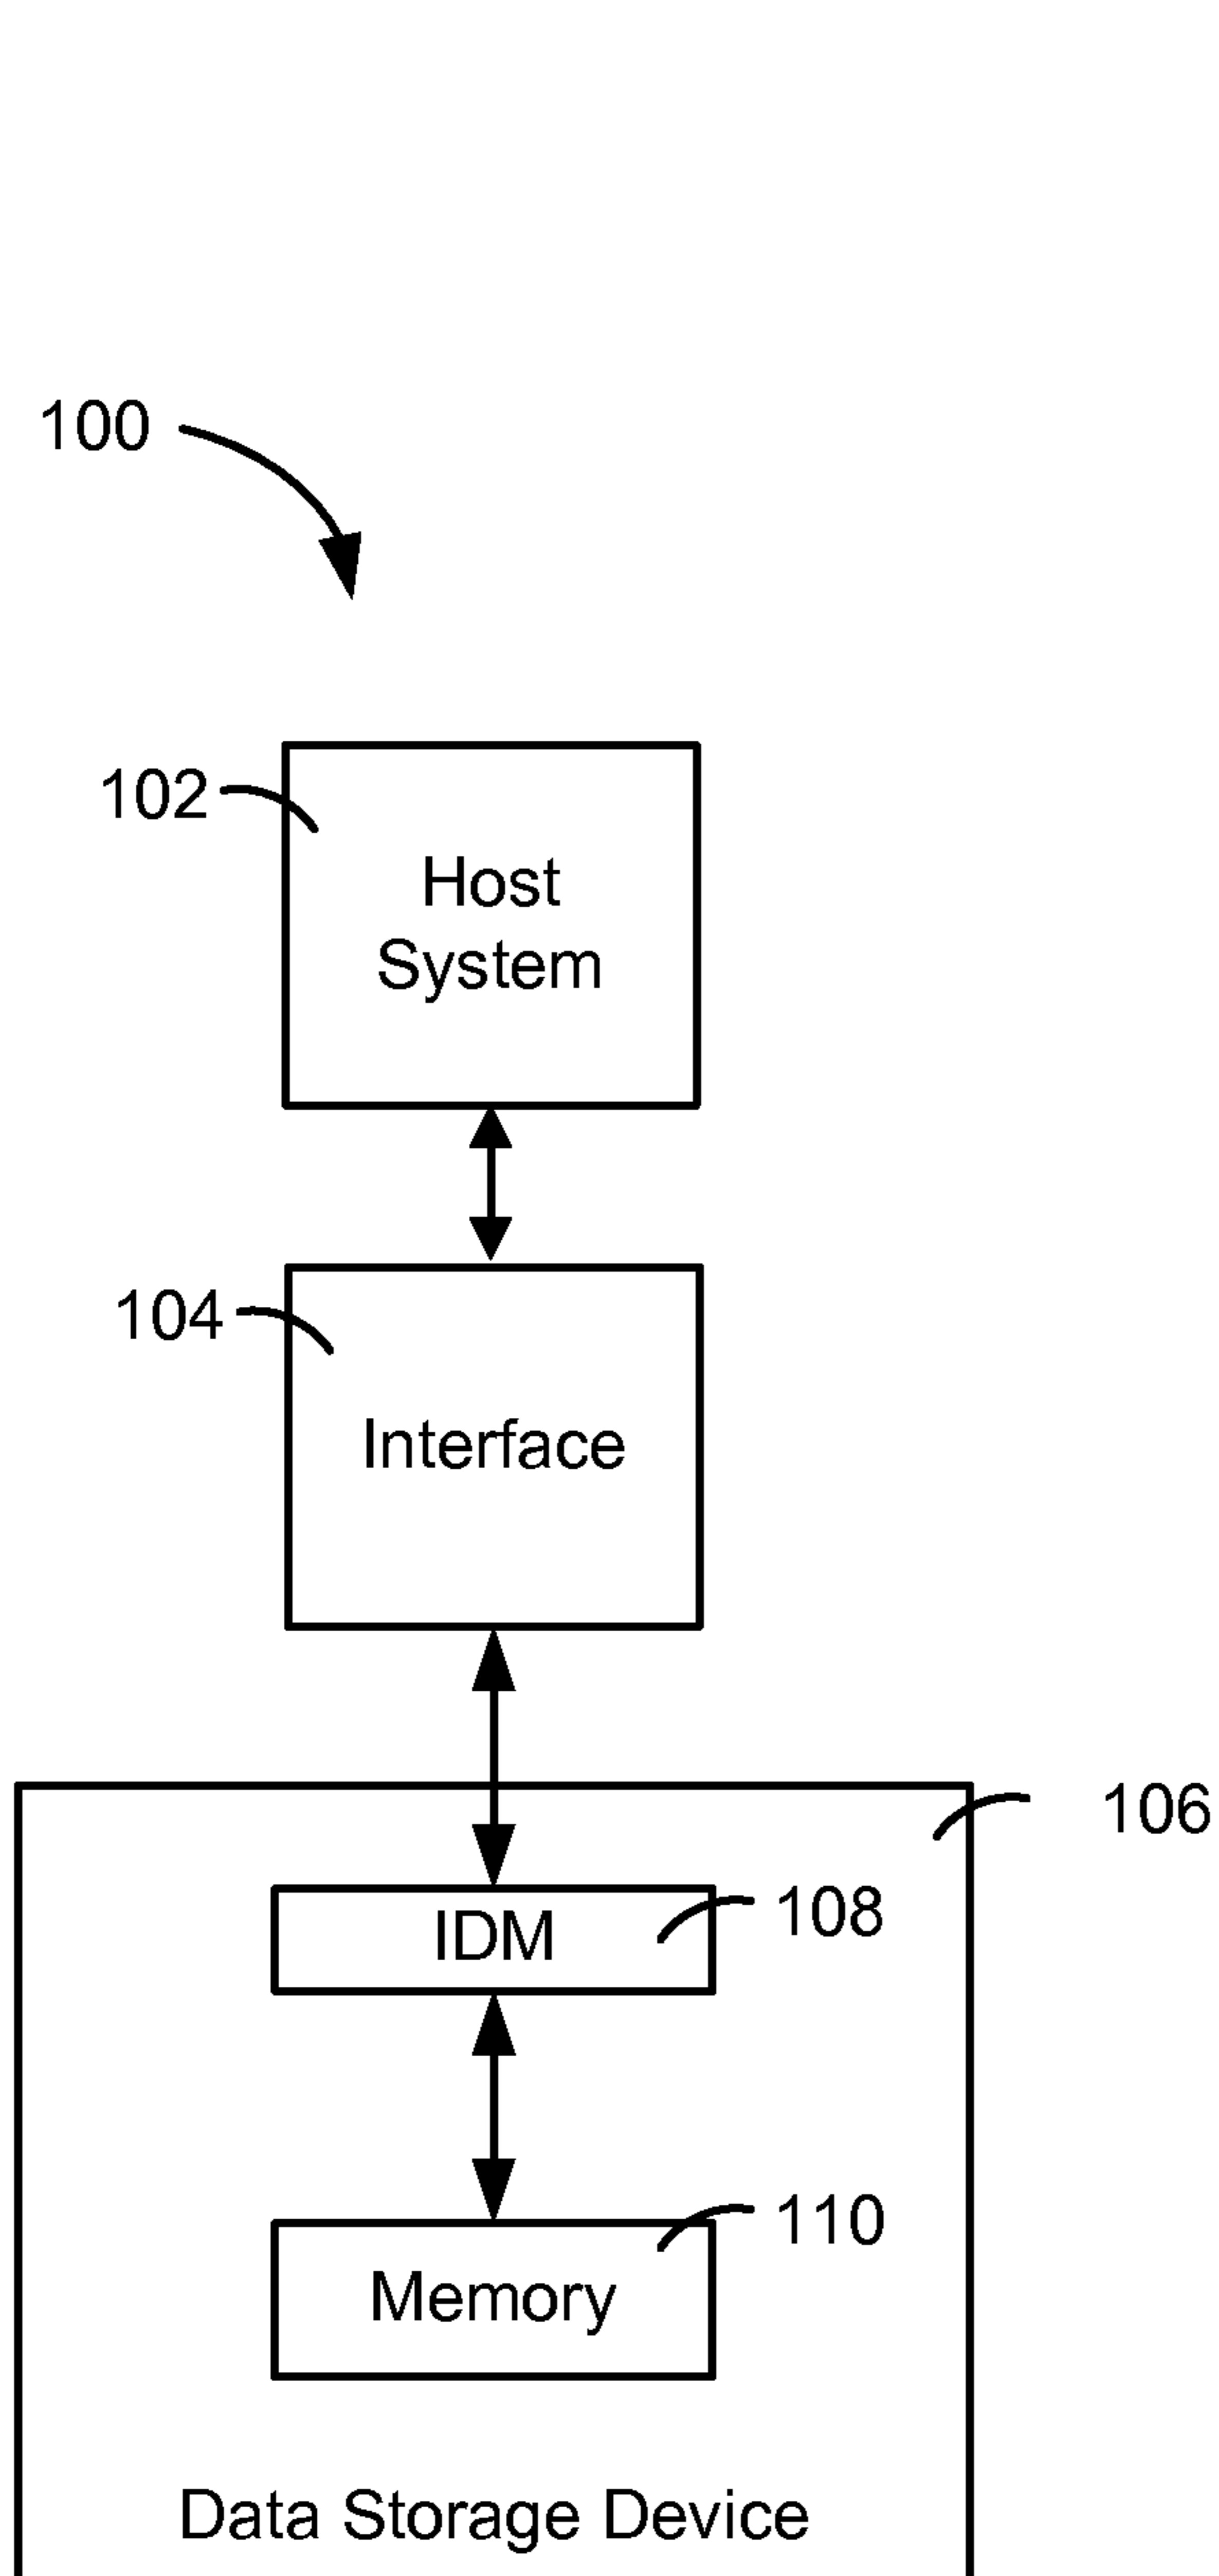 100
102
Host
System
104
Interface
106
IDM
108
110
Memory
Data Storage Device